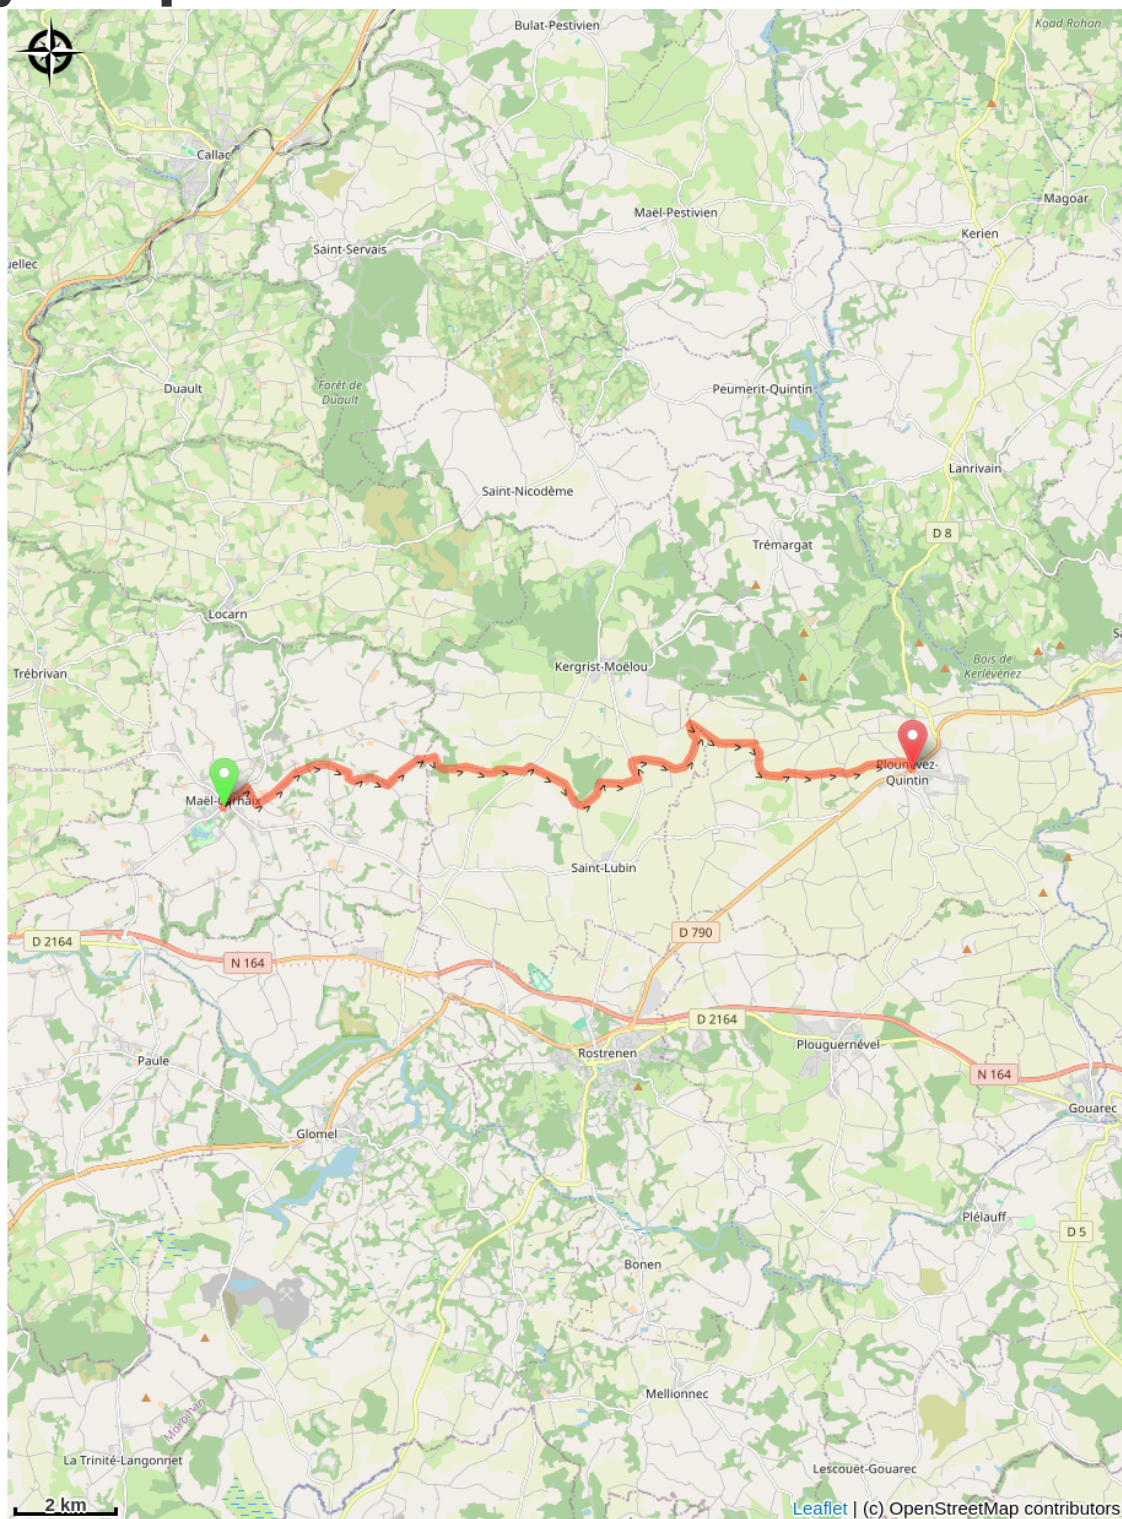 Bulat-Pestivien
Koad Rohan
Callac
Magoar
Maël-Pestivien
Kerien
Saint-Servais
Duault
Forêt de
Duault
Peumerit-Quintin
Lanrivain
Saint-Nicodème
D 8
Trémargat
Locarn
Kergrist-Moëlou
Bois de
Kerlévénez
Trébrivan
Quintin
Saint-Lubin
D 790
D 2164
N 164
D 2164
Plouguernével
Rostrenen
Paule
N 164
Gouarec
Glomel
Plélauff
D 5
Bonen
Mellionnec
Morbihan
La Trinité-Langonnet
Lescouët-Gouarec
2 km
Leaflet | (c) OpenStreetMap contributors